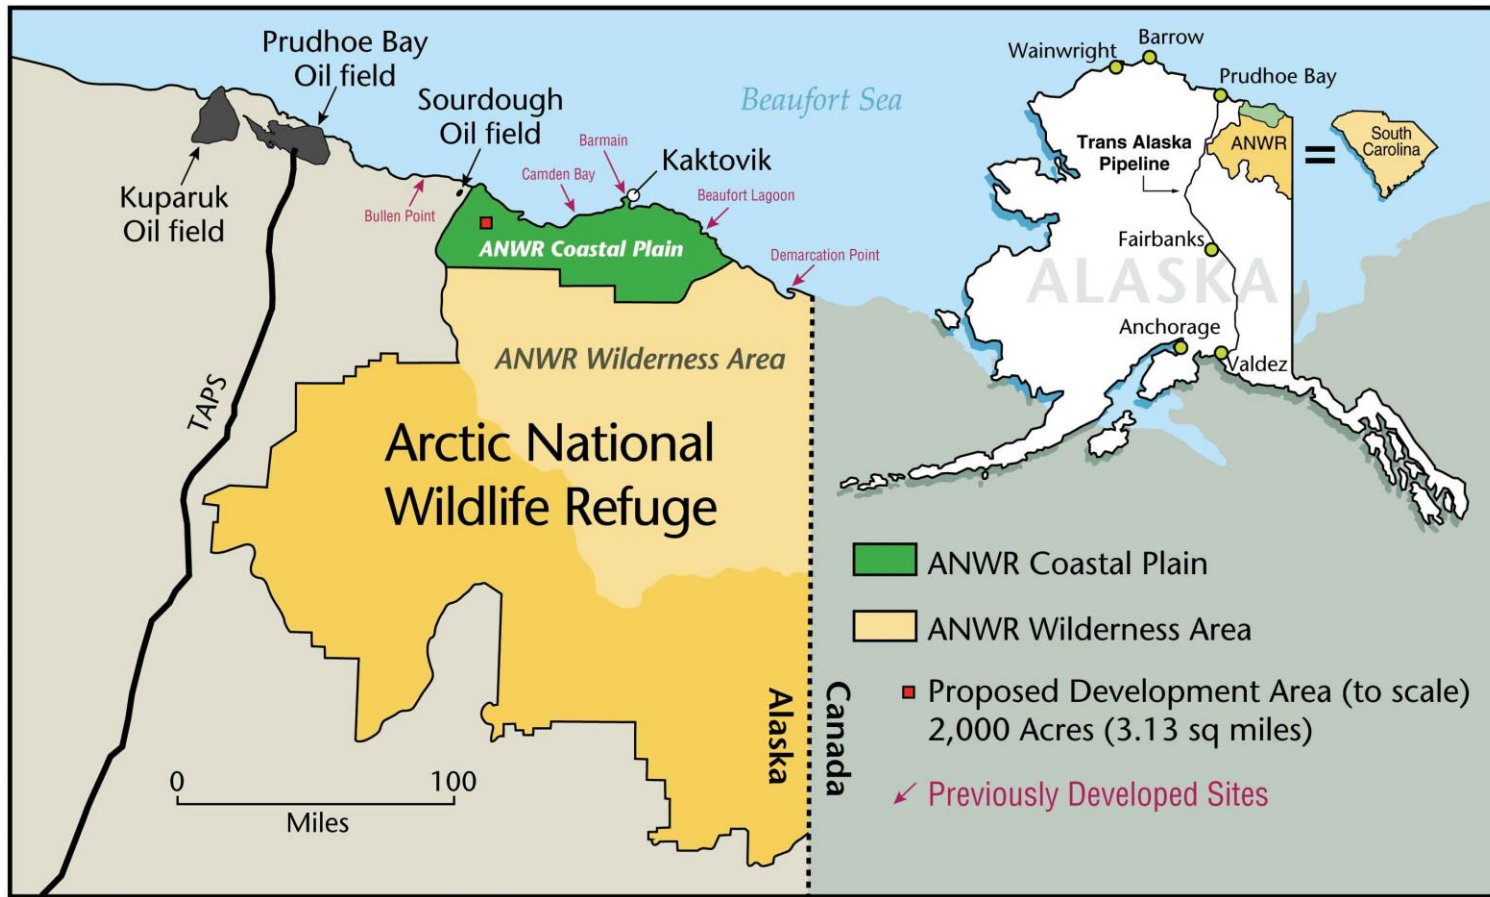 Prudhoe Bay
Oil field
Sourdough
Oil field
Kuparuk
Oil field
Bullen Point
Camden Bay
Barmain
Kaktovik
Beaufort Lagoon
Demarcation Point
Beaufort Sea
ANWR Coastal Plain
ANWR Wilderness Area
Arctic National
Wildlife Refuge
TAPS
0 100
Miles
Alaska
Canada
Wainwright
Barrow
Prudhoe Bay
Trans Alaska
Pipeline
ANWR
=
South
Carolina
Fairbanks
ALASKA
Anchorage
Valdez
ANWR Coastal Plain
ANWR Wilderness Area
Proposed Development Area (to scale)
2,000 Acres (3.13 sq miles)
Previously Developed Sites